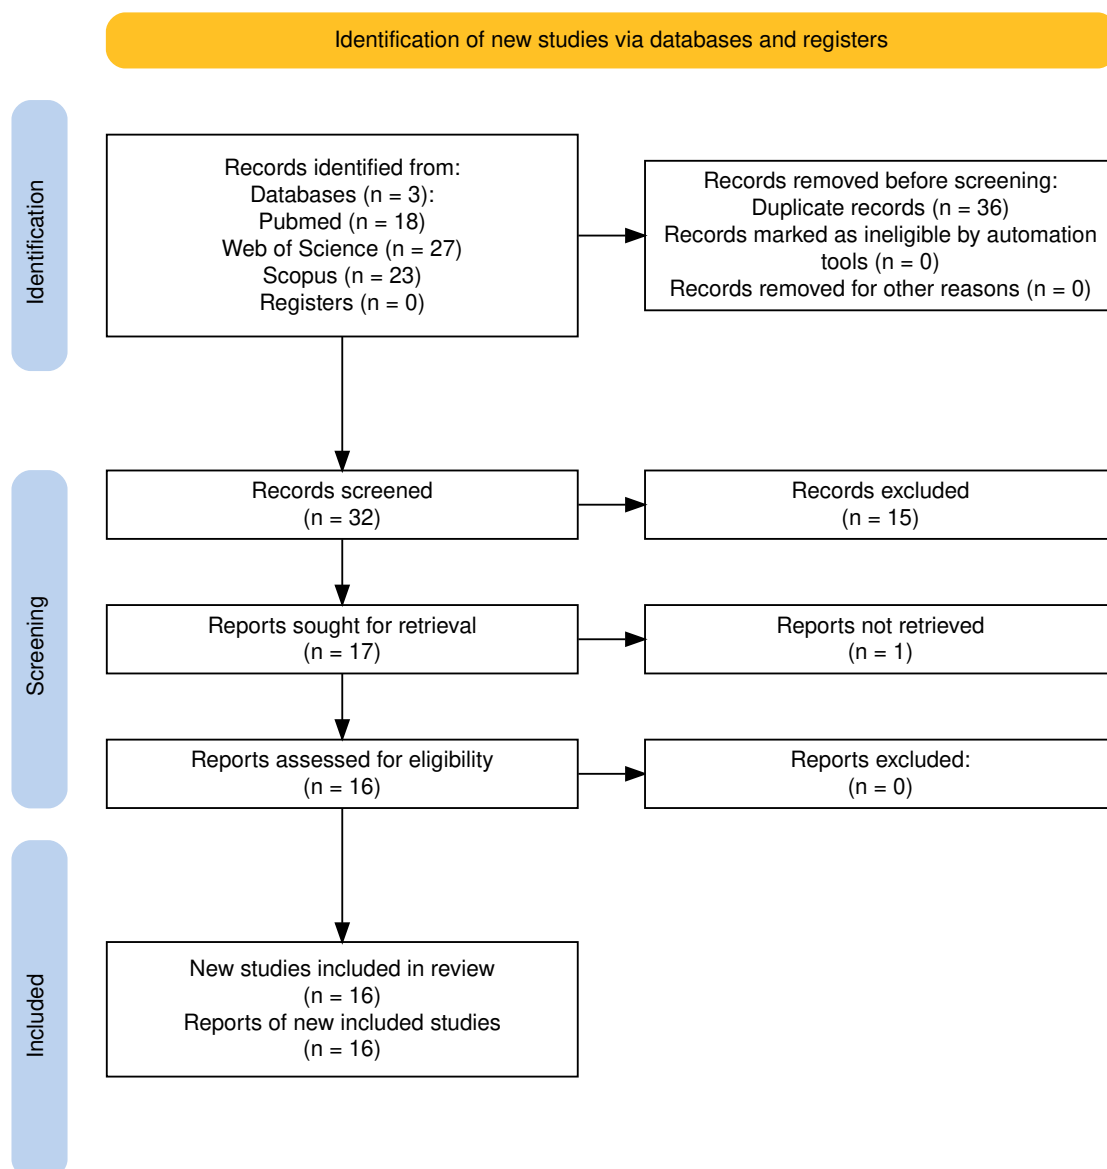 Identification of new studies via databases and registers
Identification
Records identified from:
Databases (n = 3):
Pubmed (n = 18)
Web of Science (n = 27)
Scopus (n = 23)
Registers (n = 0)
Records removed before screening:
Duplicate records (n = 36)
Records marked as ineligible by automation
tools (n = 0)
Records removed for other reasons (n = 0)
Screening
Records screened
(n = 32)
Records excluded
(n = 15)
Reports sought for retrieval
(n = 17)
Reports not retrieved
(n = 1)
Reports assessed for eligibility
(n = 16)
Reports excluded:
(n = 0)
Included
New studies included in review
(n = 16)
Reports of new included studies
(n = 16)